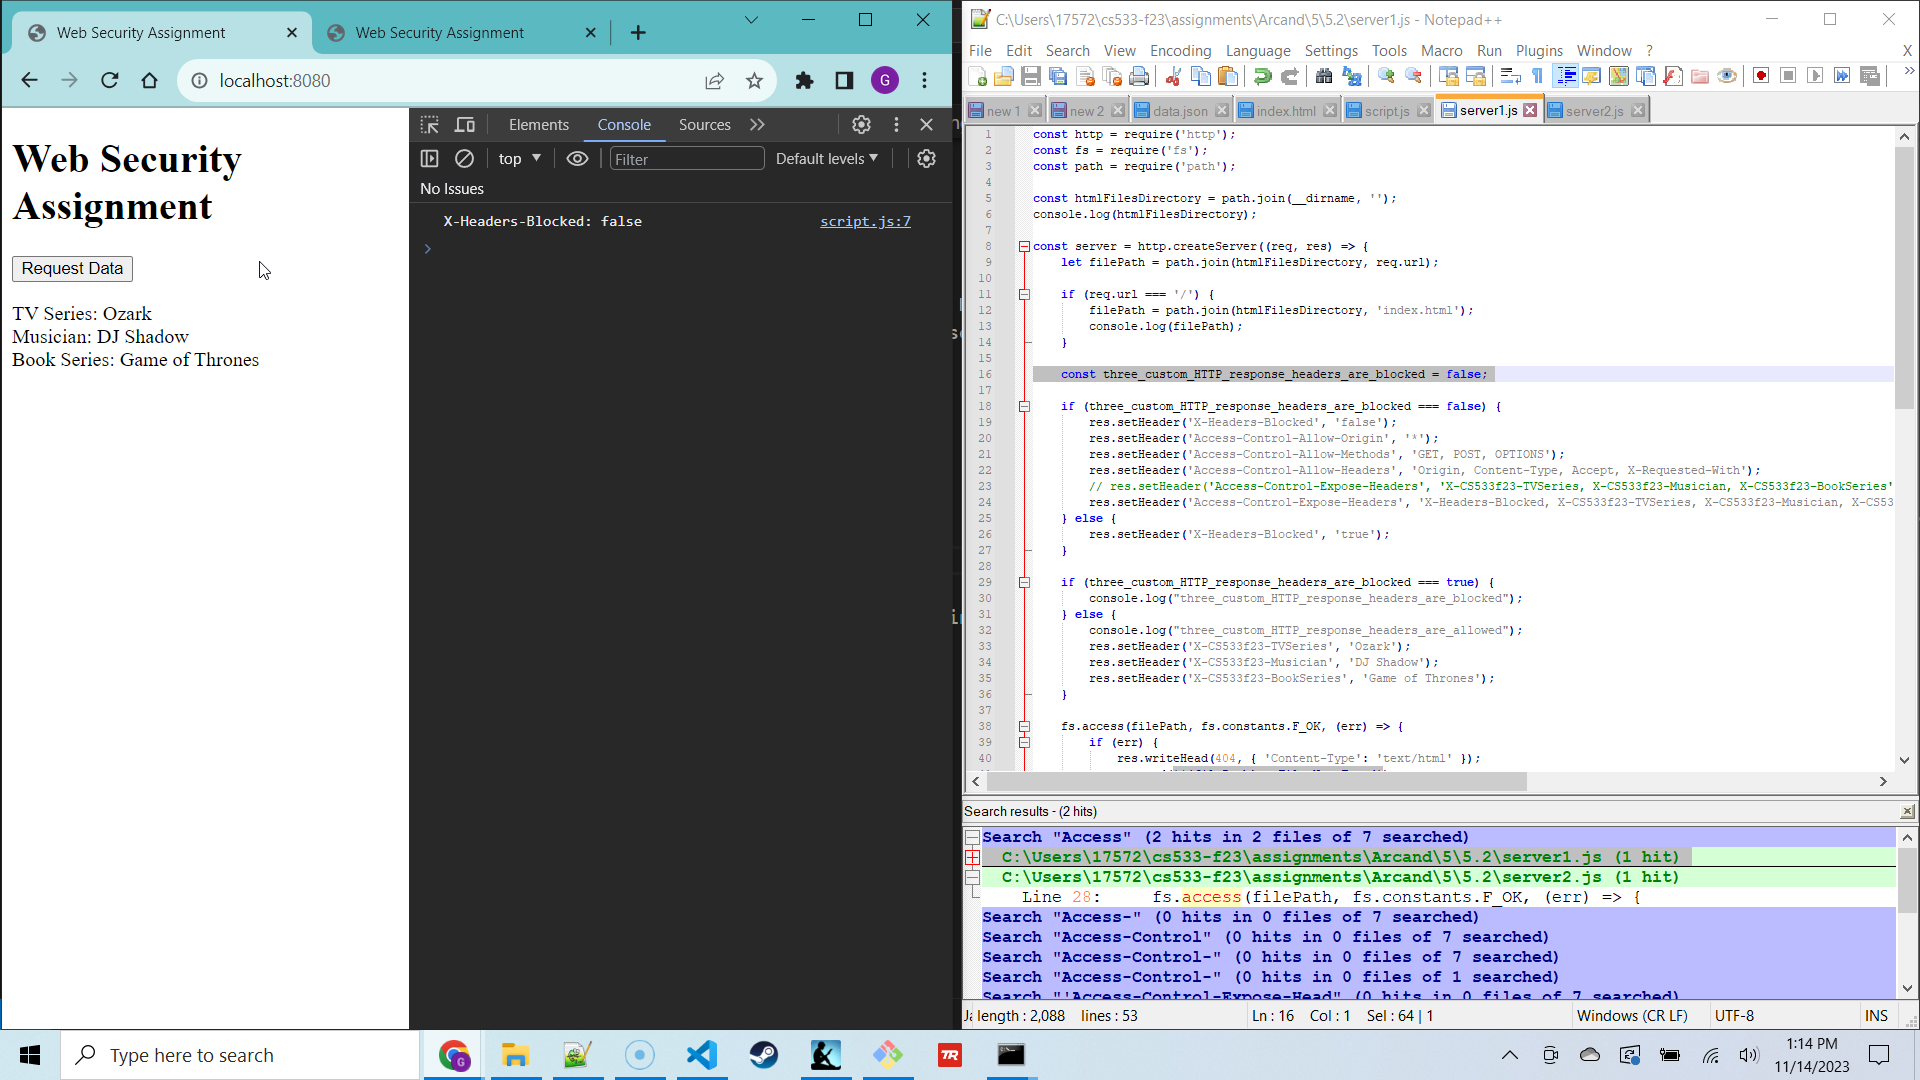 Web Security Assignment
Web Security Assignment
localhost:8080
G
Web Security
Assignment
Request Data
TV Series: Ozark
Musician: DJ Shadow
Book Series: Game of Thrones
Elements Console Sources
top Filter Default levels
No Issues
X-Headers-Blocked: false script.js:7
C:\Users\17572\cs533-f23\assignments\Arcand\5\5.2\server1.js - Notepad++
File Edit Search View Encoding Language Settings Tools Macro Run Plugins Window ? X
new 1 new 2 data.json index.html script.js server1.js server2.js
1 const http = require('http');
2 const fs = require('fs');
3 const path = require('path');
4
5 const htmlFilesDirectory = path.join(__dirname, '');
6 console.log(htmlFilesDirectory);
7
8 const server = http.createServer((req, res) => {
9 let filePath = path.join(htmlFilesDirectory, req.url);
10
11 if (req.url === '/') {
12 filePath = path.join(htmlFilesDirectory, 'index.html');
13 console.log(filePath);
14 }
15
16 const three_custom_HTTP_response_headers_are_blocked = false;
17
18 if (three_custom_HTTP_response_headers_are_blocked === false) {
19 res.setHeader('X-Headers-Blocked', 'false');
20 res.setHeader('Access-Control-Allow-Origin', '*');
21 res.setHeader('Access-Control-Allow-Methods', 'GET, POST, OPTIONS');
22 res.setHeader('Access-Control-Allow-Headers', 'Origin, Content-Type, Accept, X-Requested-With');
23 // res.setHeader('Access-Control-Expose-Headers', 'X-CS533f23-TVSeries, X-CS533f23-Musician, X-CS533f23-BookSeries'
24 res.setHeader('Access-Control-Expose-Headers', 'X-Headers-Blocked, X-CS533f23-TVSeries, X-CS533f23-Musician, X-CS53
25 } else {
26 res.setHeader('X-Headers-Blocked', 'true');
27 }
28
29 if (three_custom_HTTP_response_headers_are_blocked === true) {
30 console.log("three_custom_HTTP_response_headers_are_blocked");
31 } else {
32 console.log("three_custom_HTTP_response_headers_are_allowed");
33 res.setHeader('X-CS533f23-TVSeries', 'Ozark');
34 res.setHeader('X-CS533f23-Musician', 'DJ Shadow');
35 res.setHeader('X-CS533f23-BookSeries', 'Game of Thrones');
36 }
37
38 fs.access(filePath, fs.constants.F_OK, (err) => {
39 if (err) {
40 res.writeHead(404, { 'Content-Type': 'text/html' });
Search results - (2 hits)
Search "Access" (2 hits in 2 files of 7 searched)
C:\Users\17572\cs533-f23\assignments\Arcand\5\5.2\server1.js (1 hit)
C:\Users\17572\cs533-f23\assignments\Arcand\5\5.2\server2.js (1 hit)
Line 28: fs.access(filePath, fs.constants.F_OK, (err) => {
Search "Access-" (0 hits in 0 files of 7 searched)
Search "Access-Control" (0 hits in 0 files of 7 searched)
Search "Access-Control-" (0 hits in 0 files of 7 searched)
Search "Access-Control-" (0 hits in 0 files of 1 searched)
Search "'Access-Control-Expose-Head" (0 hits in 0 files of 7 searched)
length : 2,088 lines : 53 Ln : 16 Col : 1 Sel : 64 | 1 Windows (CR LF) UTF-8 INS
Type here to search
G
TR
1:14 PM
11/14/2023